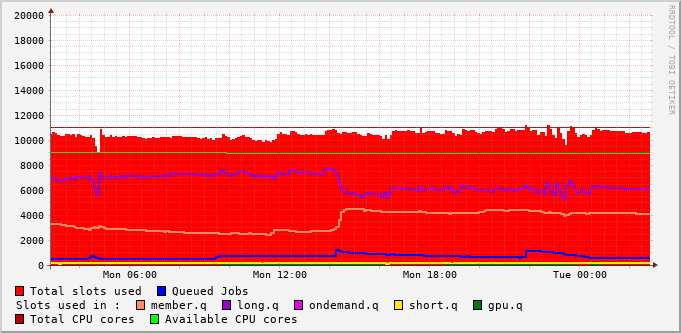 20000
18000
16000
14000
12000
10000
8000
6000
4000
2000
0
Mon 06:00 Mon 12:00 Mon 18:00 Tue 00:00
RRDTOOL / TOBI OETIKER
Total slots used Queued Jobs
Slots used in : member.q long.q ondemand.q short.q gpu.q
Total CPU cores Available CPU cores